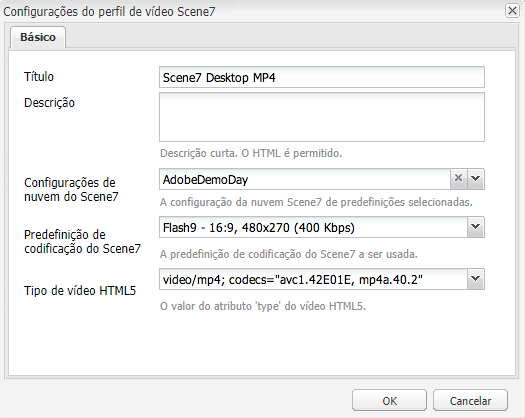 Configurações do perfil de vídeo Scene7
Básico
Título
Scene7 Desktop MP4
Descrição
Descrição curta. O HTML é permitido.
Configurações de
nuvem do Scene7
AdobeDemoDay
A configuração da nuvem Scene7 de predefinições selecionadas.
Predefinição de
codificação do Scene7
Flash9 - 16:9, 480x270 (400 Kbps)
A predefinição de codificação do Scene7 a ser usada.
Tipo de vídeo HTML5
video/mp4; codecs="avc1.42E01E, mp4a.40.2"
O valor do atributo 'type' do vídeo HTML5.
OK
Cancelar